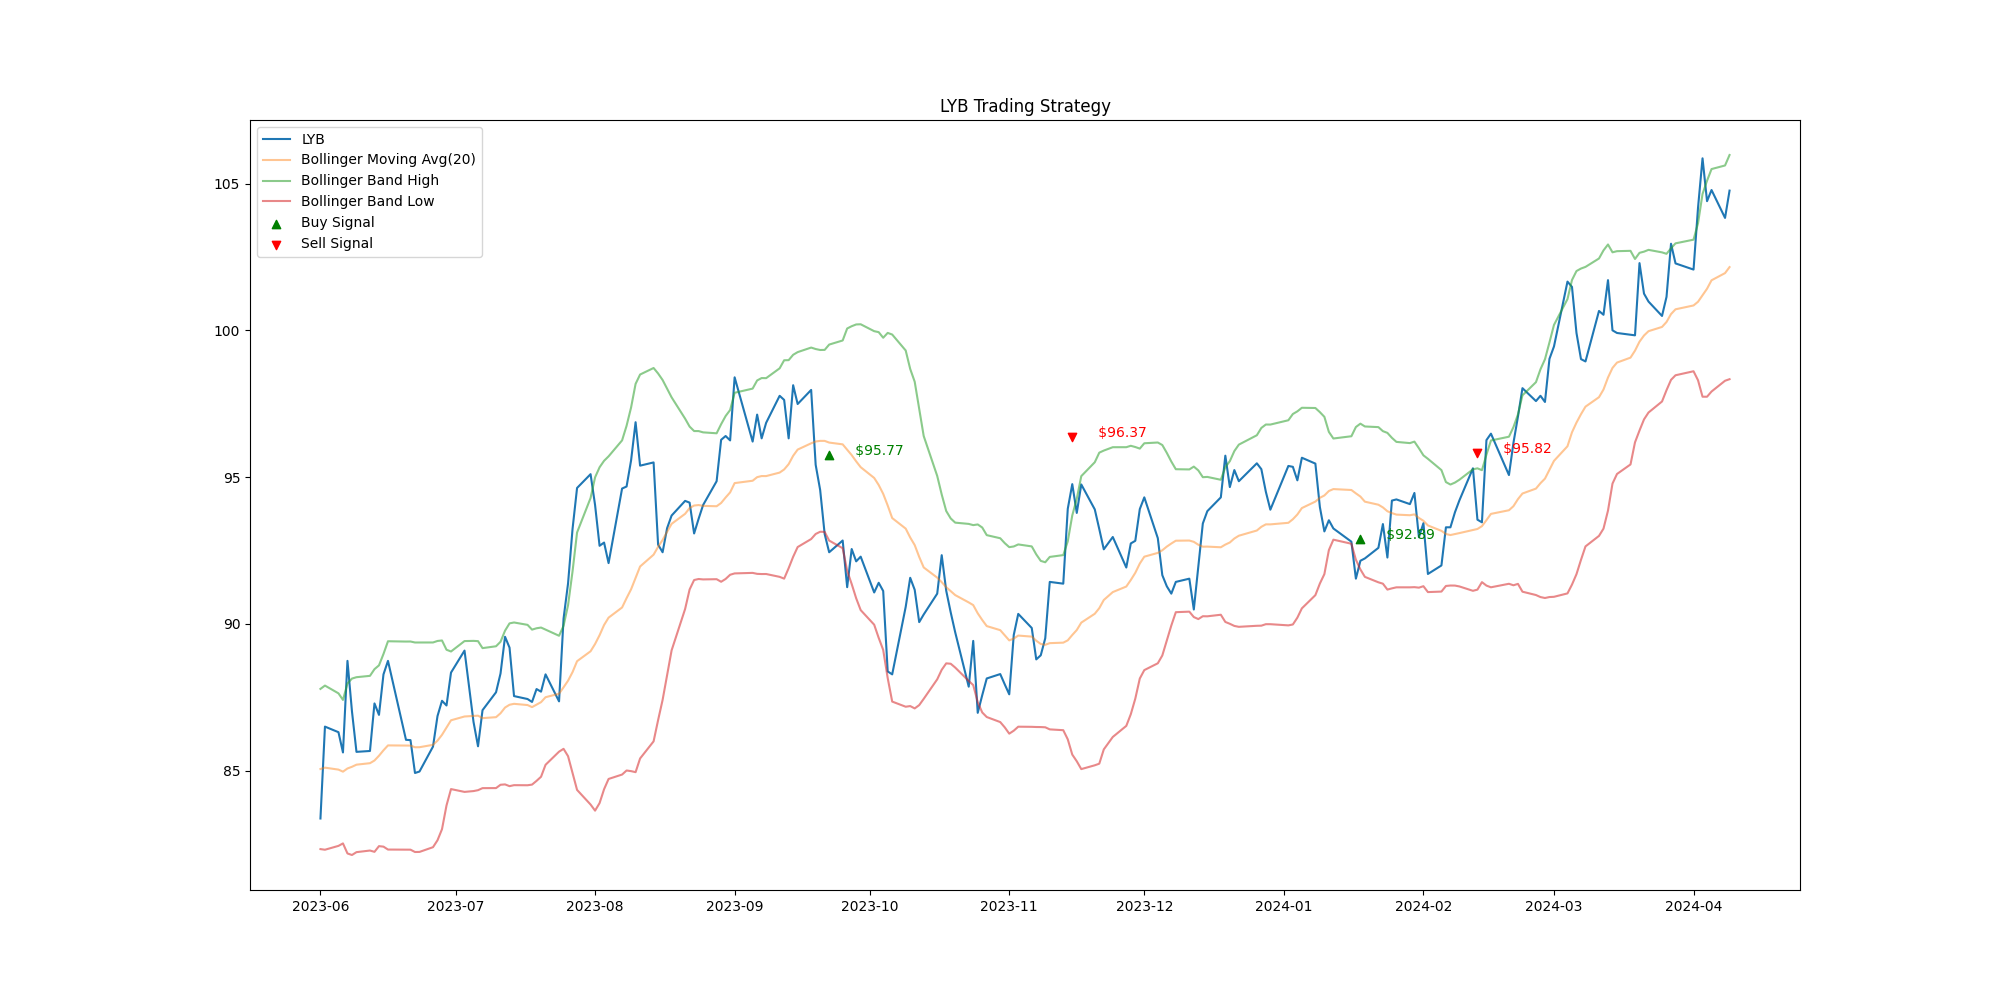 LYB Trading Strategy
LYB
Bollinger Moving Avg(20)
Bollinger Band High
Bollinger Band Low
Buy Signal
Sell Signal
105
100
95
90
85
$95.77
$96.37
$92.89
$95.82
2023-06 2023-07 2023-08 2023-09 2023-10 2023-11 2023-12 2024-01 2024-02 2024-03 2024-04